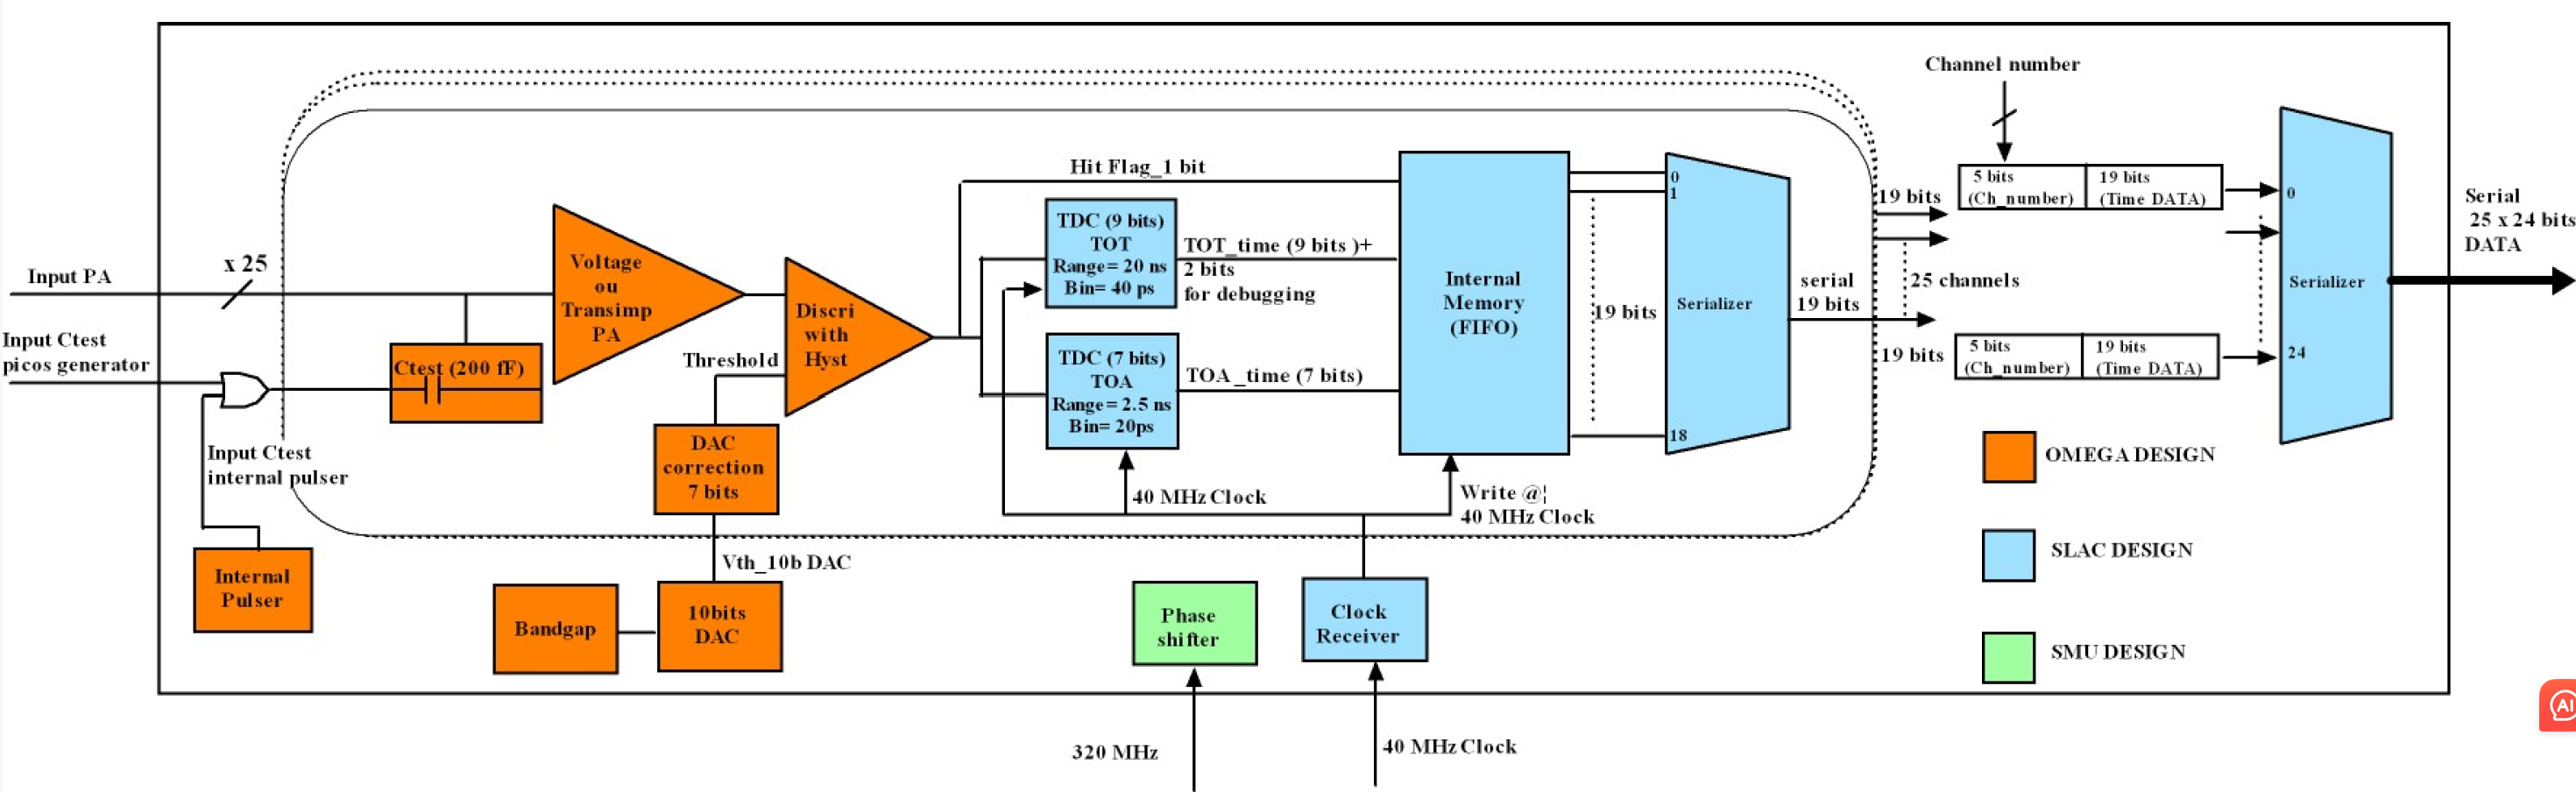 Channel number
Hit Flag_1 bit
5 bits
(Ch_number)
19 bits
(Time DATA)
0
1
19 bits
0
Serial
25 x 24 bits
DATA
TDC (9 bits)
TOT
Range= 20 ns
Bin= 40 ps
TOT_time (9 bits )+
2 bits
for debugging
x 25
Input PA
Voltage
ou
Transimp
PA
Internal
Memory
(FIFO)
Serializer
19 bits
serial
19 bits
25 channels
Serializer
Discri
with
Hyst
Input Ctest
picos generator
Ctest (200 fF)
Threshold
TDC (7 bits)
TOA
Range= 2.5 ns
Bin= 20ps
TOA_time (7 bits)
19 bits
5 bits
(Ch_number)
19 bits
(Time DATA)
24
18
Input Ctest
internal pulser
DAC
correction
7 bits
40 MHz Clock
Write @¦
40 MHz Clock
OMEGA DESIGN
Vth_10b DAC
SLAC DESIGN
Internal
Pulser
Bandgap
10bits
DAC
Phase
shifter
Clock
Receiver
SMU DESIGN
320 MHz
40 MHz Clock
AI